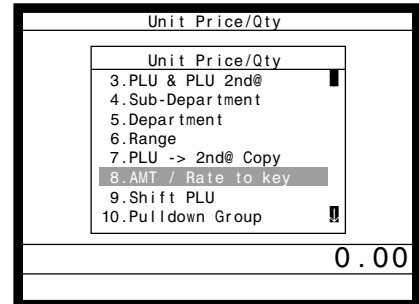 Unit Price/Qty
Unit Price/Qty
3.PLU & PLU 2nd@
4.Sub-Department
5.Department
6.Range
7.PLU -> 2nd@ Copy
8.AMT / Rate to key
9.Shift PLU
10.Pulldown Group
0.00